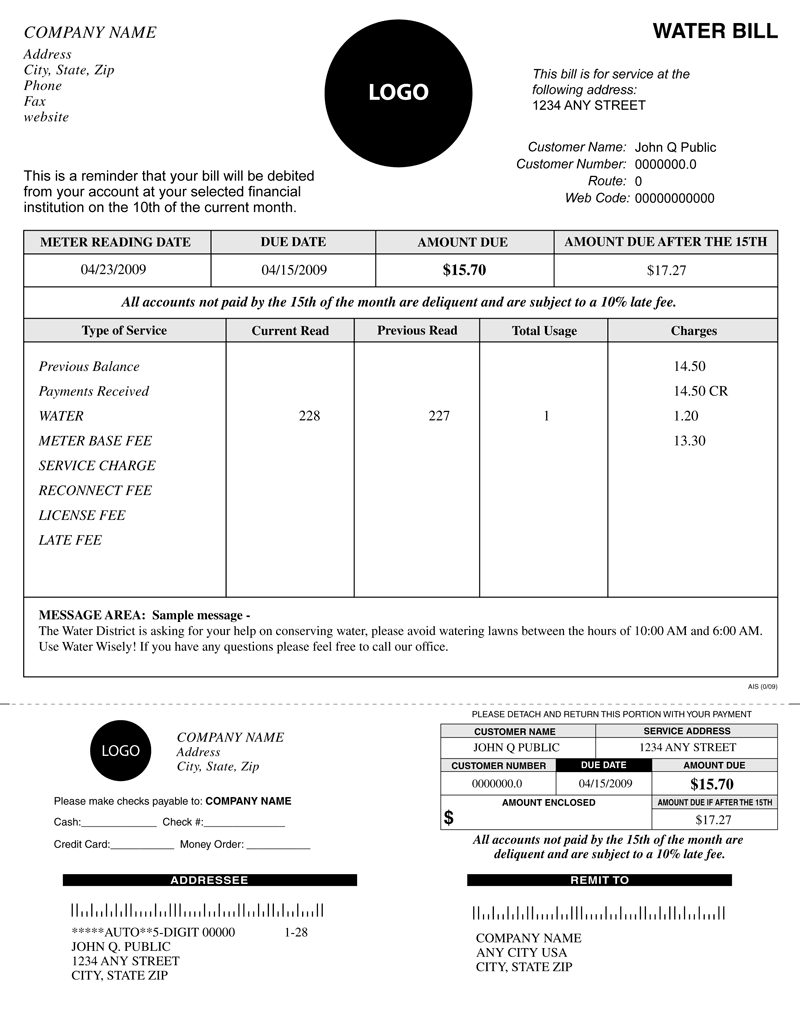 COMPANY NAME
Address
City, State, Zip
Phone
Fax
website
LOGO
WATER BILL
This bill is for service at the
following address:
1234 ANY STREET
Customer Name: John Q Public
Customer Number: 0000000.0
Route: 0
Web Code: 00000000000
This is a reminder that your bill will be debited
from your account at your selected financial
institution on the 10th of the current month.
METER READING DATE DUE DATE AMOUNT DUE AMOUNT DUE AFTER THE 15TH
04/23/2009 04/15/2009 $15.70 $17.27
All accounts not paid by the 15th of the month are deliquent and are subject to a 10% late fee.
Type of Service Current Read Previous Read Total Usage Charges
Previous Balance 14.50
Payments Received 14.50 CR
WATER 228 227 1 1.20
METER BASE FEE 13.30
SERVICE CHARGE
RECONNECT FEE
LICENSE FEE
LATE FEE
MESSAGE AREA: Sample message -
The Water District is asking for your help on conserving water, please avoid watering lawns between the hours of 10:00 AM and 6:00 AM.
Use Water Wisely! If you have any questions please feel free to call our office.
AIS (0/09)
LOGO
COMPANY NAME
Address
City, State, Zip
Please make checks payable to: COMPANY NAME
Cash:_____________ Check #:______________
Credit Card:___________ Money Order: ___________
PLEASE DETACH AND RETURN THIS PORTION WITH YOUR PAYMENT
CUSTOMER NAME SERVICE ADDRESS
JOHN Q PUBLIC 1234 ANY STREET
CUSTOMER NUMBER DUE DATE AMOUNT DUE
0000000.0 04/15/2009 $15.70
AMOUNT ENCLOSED AMOUNT DUE IF AFTER THE 15TH
$ $17.27
All accounts not paid by the 15th of the month are
deliquent and are subject to a 10% late fee.
ADDRESSEE
*****AUTO**5-DIGIT 00000 1-28
JOHN Q. PUBLIC
1234 ANY STREET
CITY, STATE ZIP
REMIT TO
COMPANY NAME
ANY CITY USA
CITY, STATE ZIP